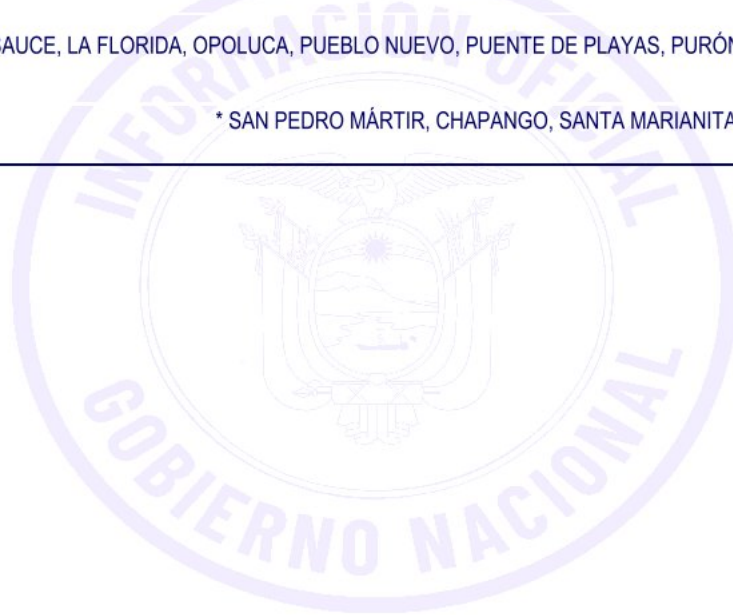 SAUCE, LA FLORIDA, OPOLUCA, PUEBLO NUEVO, PUENTE DE PLAYAS, PURÓN
* SAN PEDRO MÁRTIR, CHAPANGO, SANTA MARIANITA
INFORMACIÓN OFICIAL
GOBIERNO NACIONAL